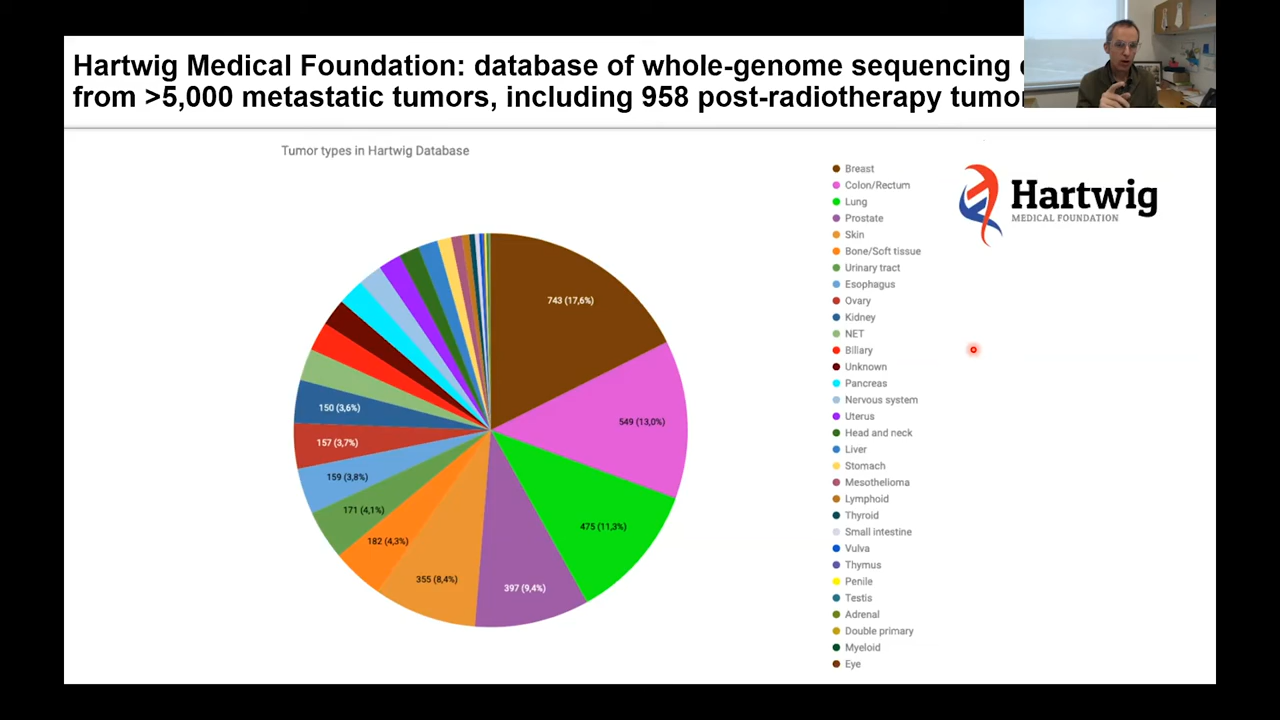 Hartwig Medical Foundation: database of whole-genome sequencing
from >5,000 metastatic tumors, including 958 post-radiotherapy
Tumor types in Hartwig Database
Hartwig
MEDICAL FOUNDATION
743 (17,6%)
549 (13,0%)
475 (11,3%)
397 (9,4%)
355 (8,4%)
182 (4,3%)
171 (4,1%)
159 (3,8%)
157 (3,7%)
150 (3,6%)
Breast
Colon/Rectum
Lung
Prostate
Skin
Bone/Soft tissue
Urinary tract
Esophagus
Ovary
Kidney
NET
Biliary
Unknown
Pancreas
Nervous system
Uterus
Head and neck
Liver
Stomach
Mesothelioma
Lymphoid
Thyroid
Small intestine
Vulva
Thymus
Penile
Testis
Adrenal
Double primary
Myeloid
Eye